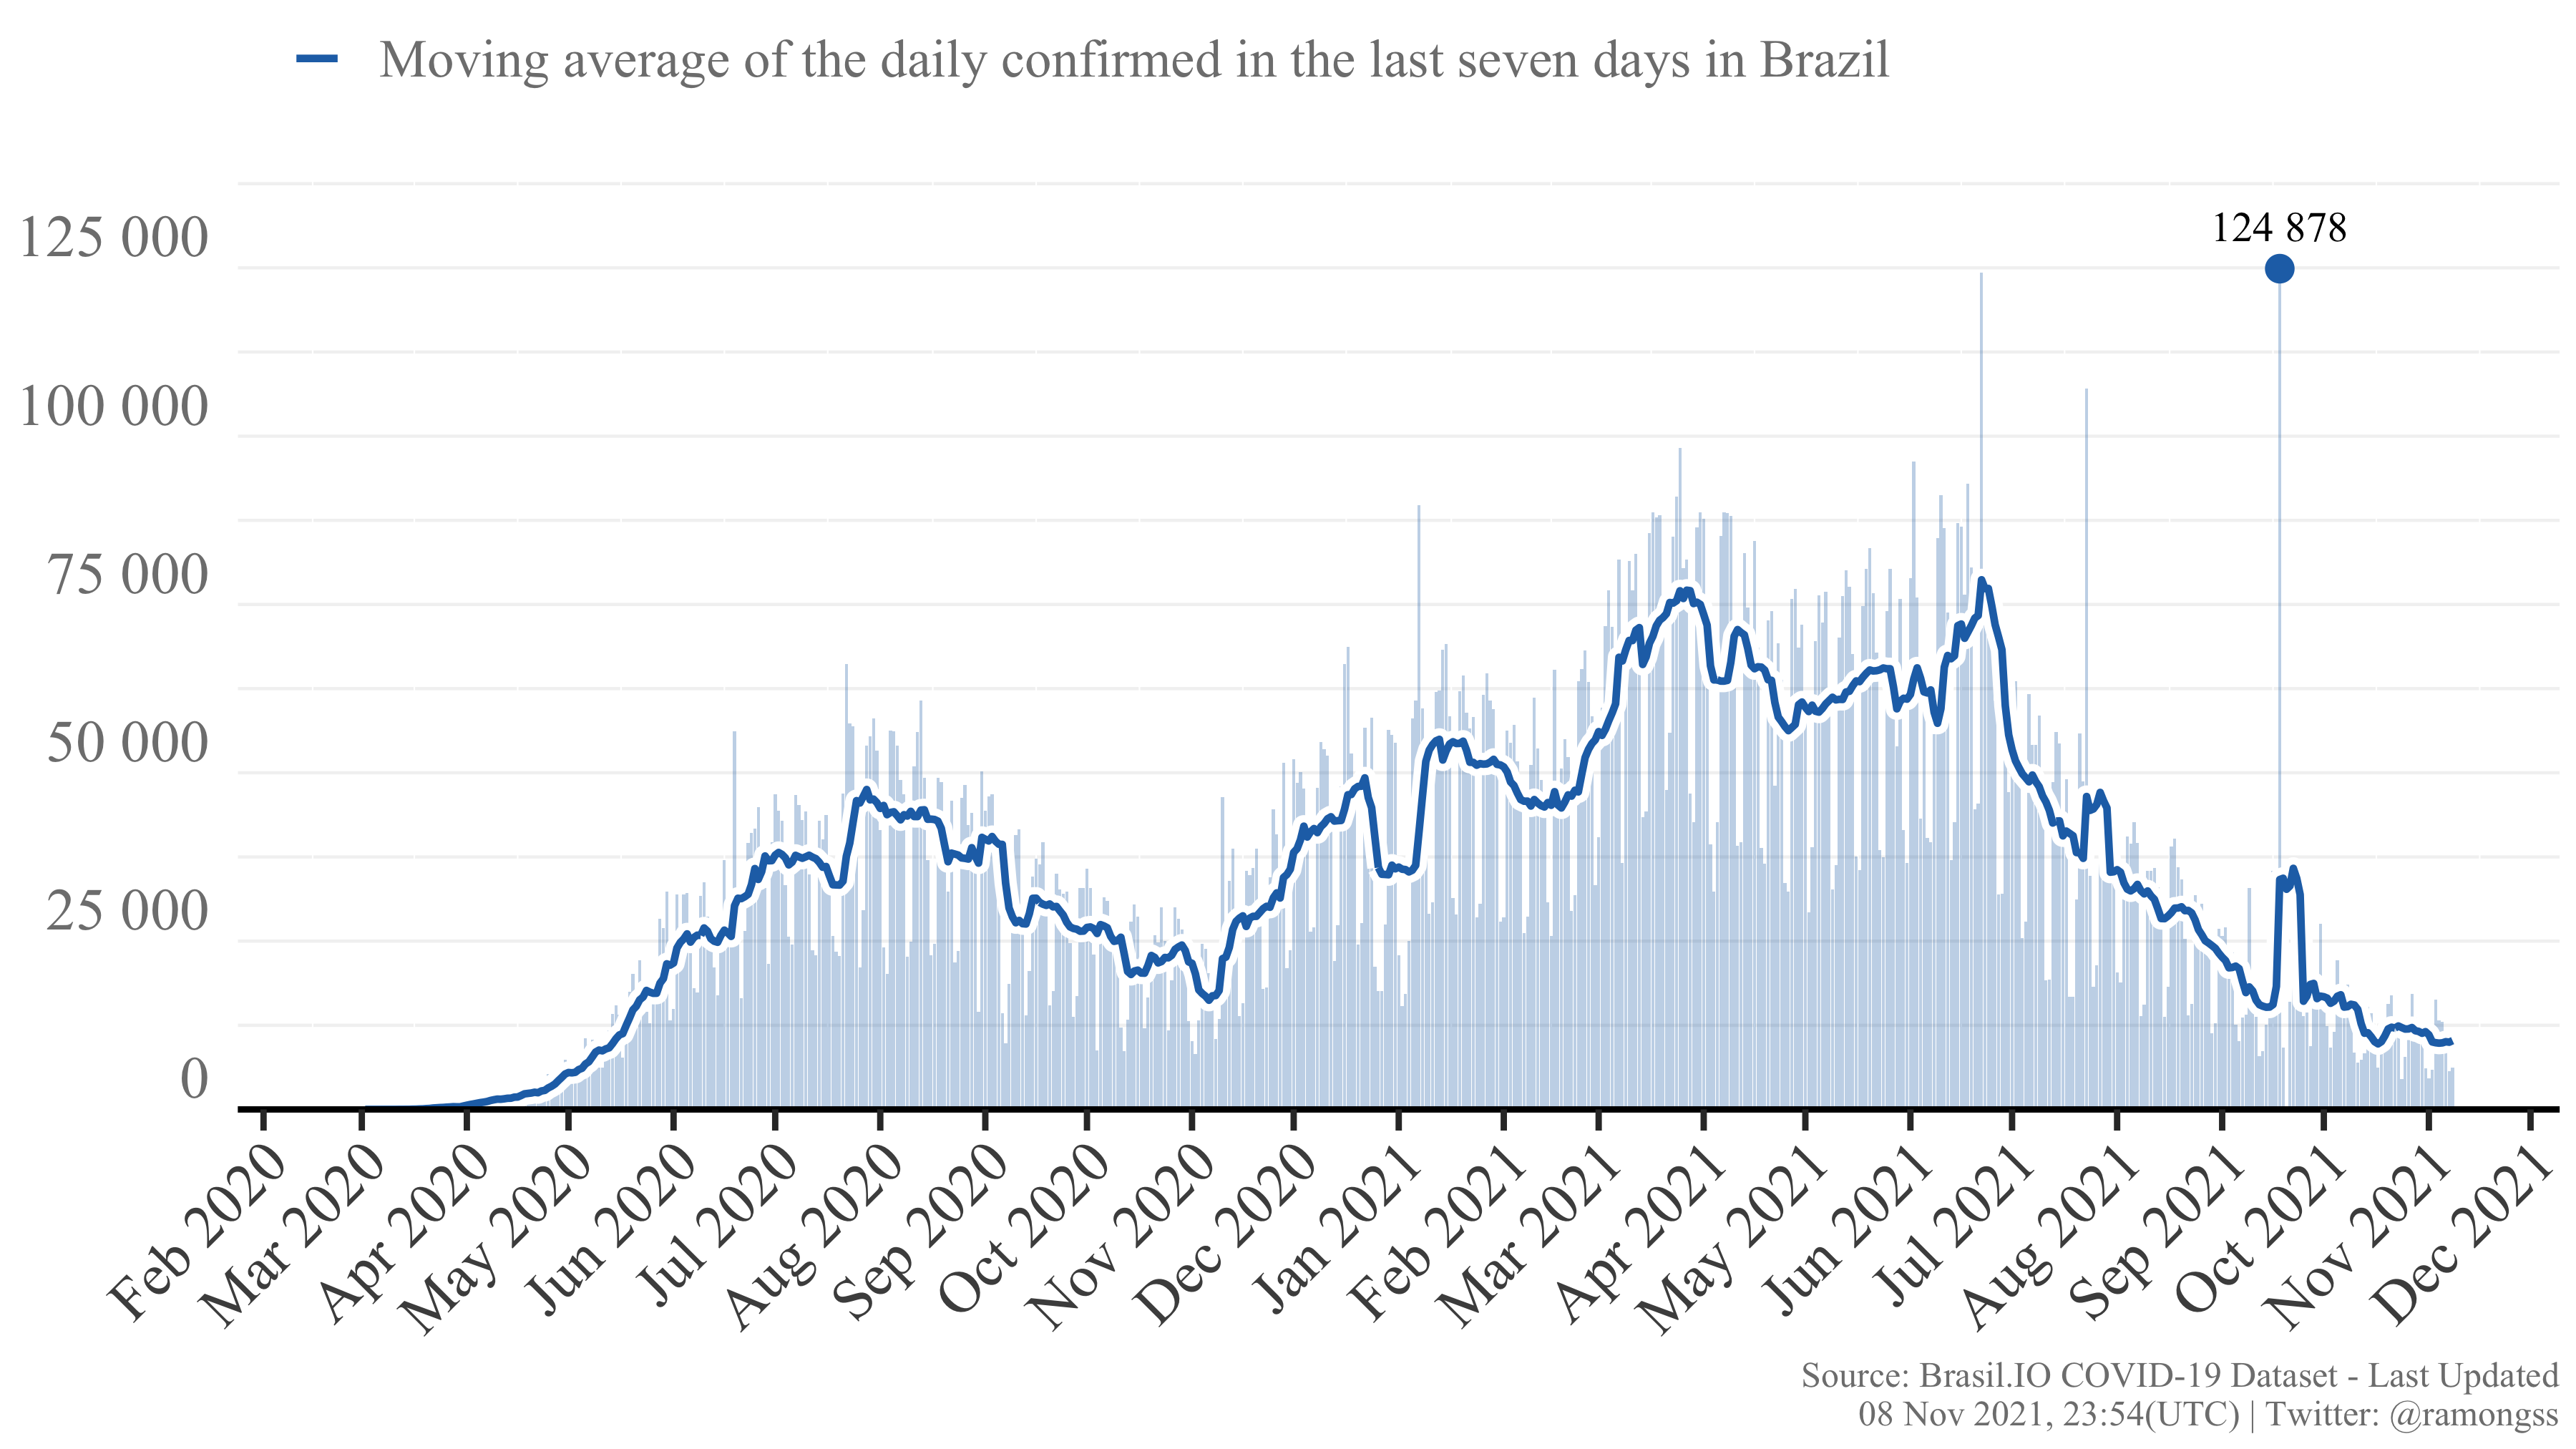 Moving average of the daily confirmed in the last seven days in Brazil
124 878
125 000
100 000
75 000
50 000
25 000
0
Feb 2020
Mar 2020
Apr 2020
May 2020
Jun 2020
Jul 2020
Aug 2020
Sep 2020
Oct 2020
Nov 2020
Dec 2020
Jan 2021
Feb 2021
Mar 2021
Apr 2021
May 2021
Jun 2021
Jul 2021
Aug 2021
Sep 2021
Oct 2021
Nov 2021
Dec 2021
Source: Brasil.IO COVID-19 Dataset - Last Updated
08 Nov 2021, 23:54(UTC) | Twitter: @ramongss